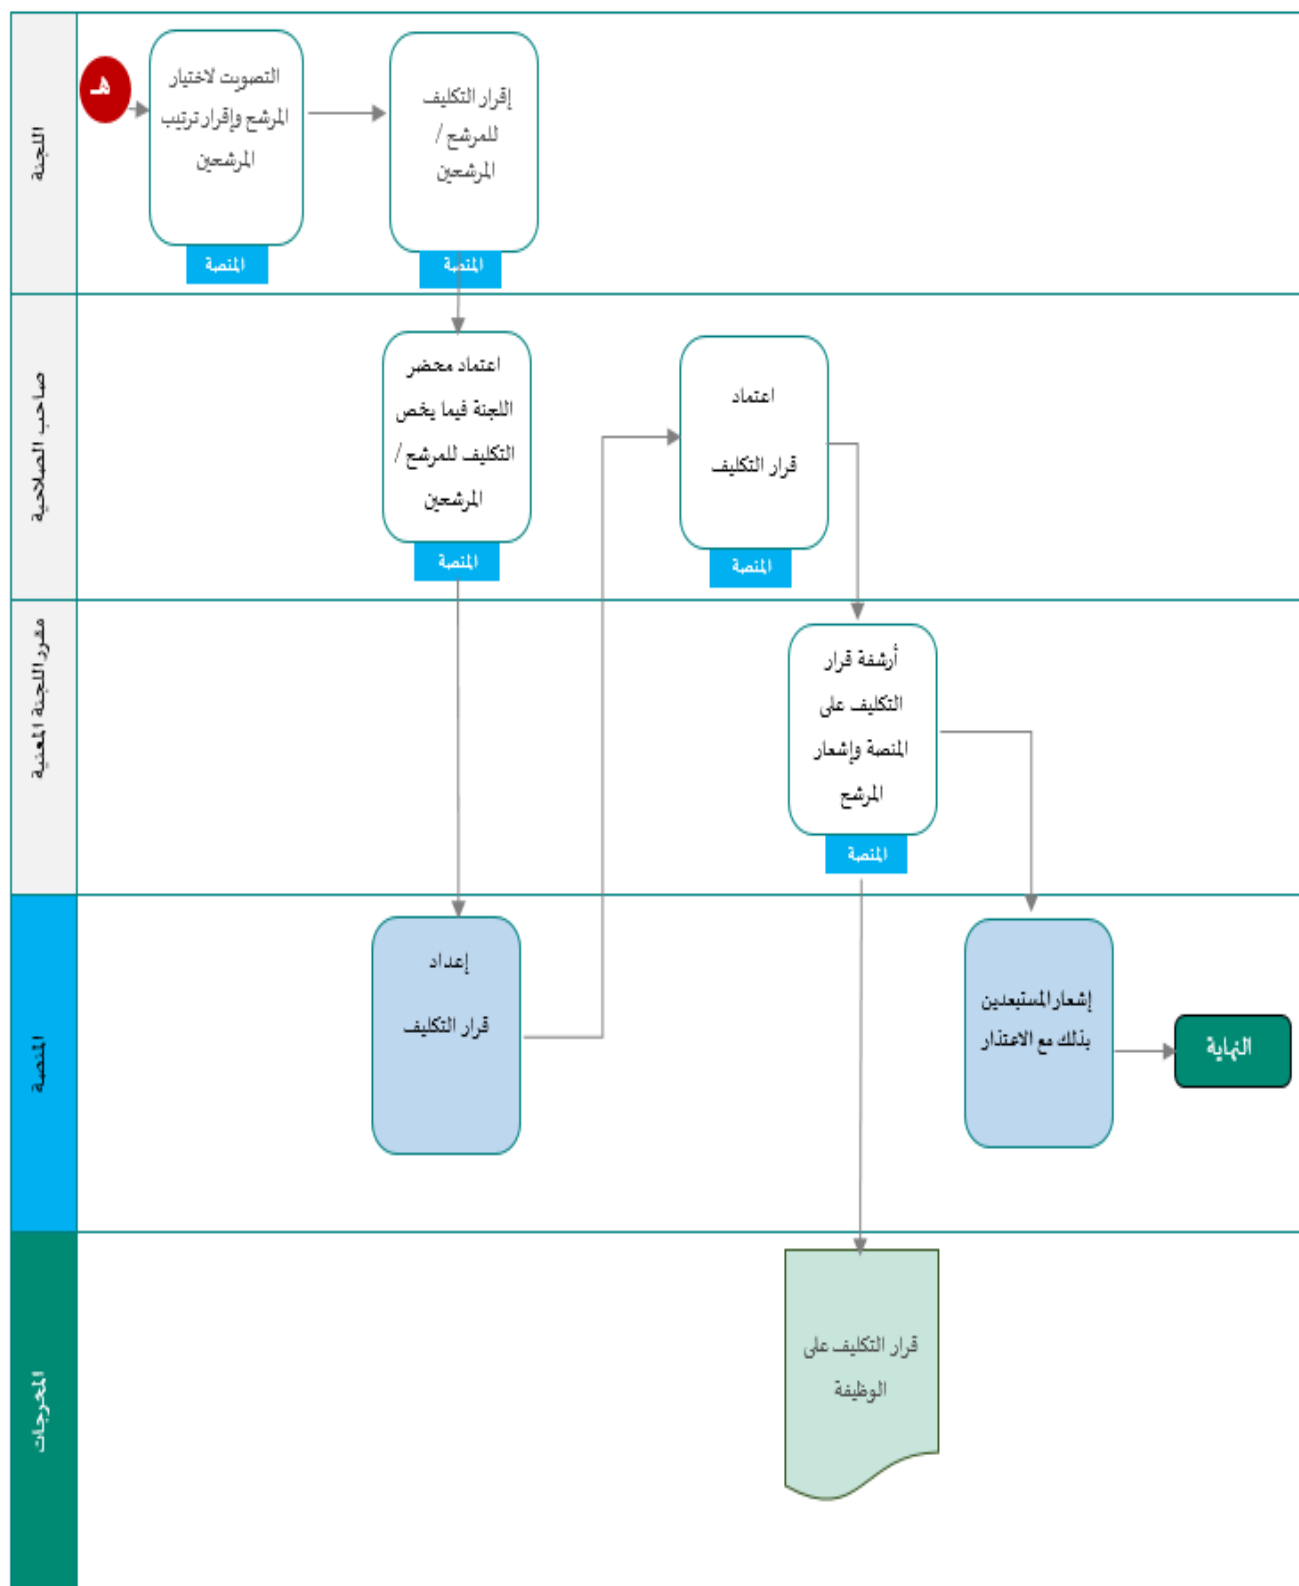 اللجنة
هـ
التصويت لاختيار
المرشح وإقرار ترتيب
المرشحين
المنصة
إقرار التكليف
للمرشح /
المرشحين
المنصة
صاحب الصلاحية
اعتماد محضر
اللجنة فيما يخص
التكليف للمرشح /
المرشحين
المنصة
اعتماد
قرار التكليف
المنصة
مقرر اللجنة المعنية
أرشفة قرار
التكليف على
المنصة وإشعار
المرشح
المنصة
المنصة
إعداد
قرار التكليف
إشعار المستبعدين
بذلك مع الاعتذار
النهاية
المخرجات
قرار التكليف على
الوظيفة